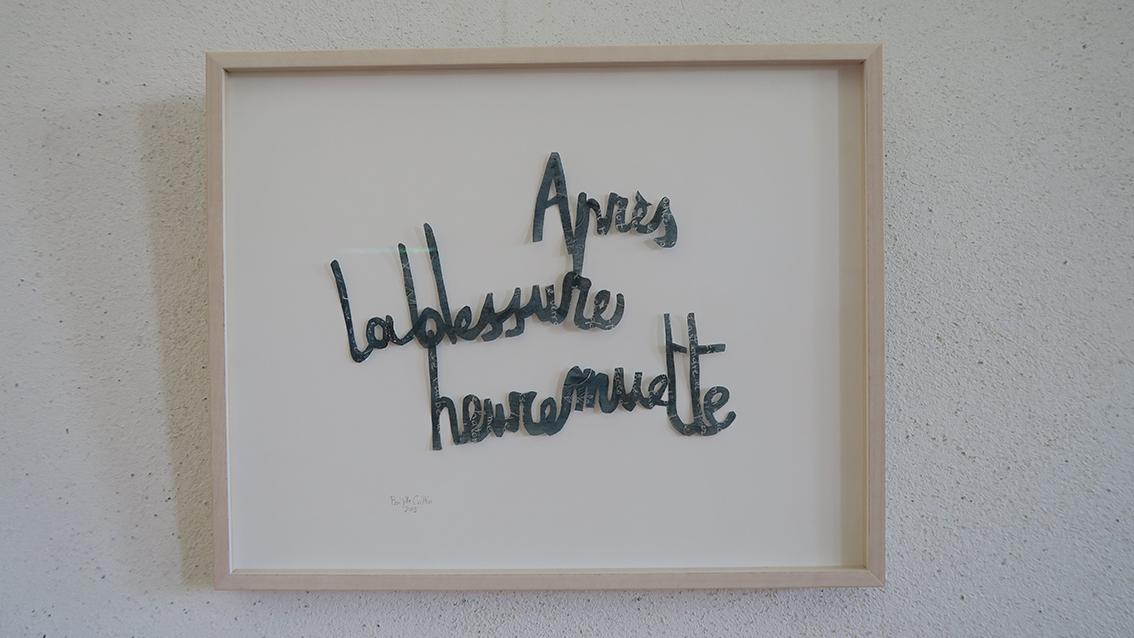 Après
la blessure
heure muette